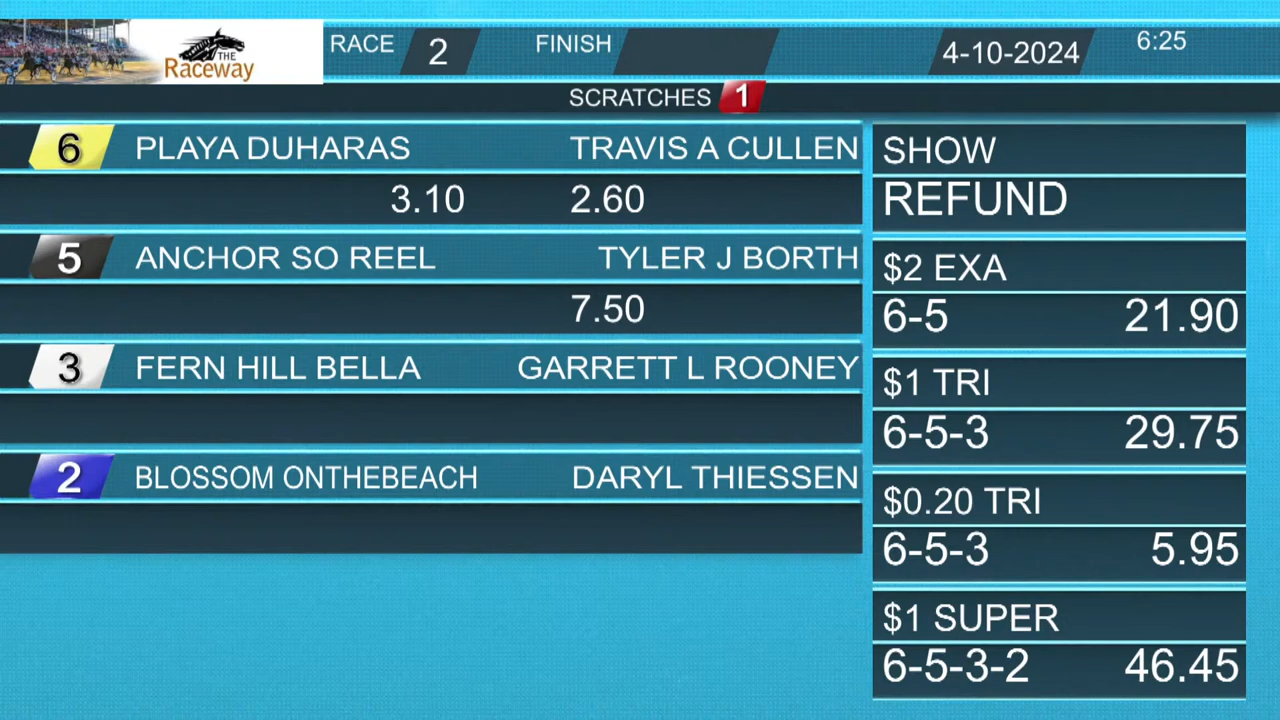 THE
Raceway
RACE 2 FINISH 4-10-2024 6:25
SCRATCHES 1
6 PLAYA DUHARAS TRAVIS A CULLEN
3.10 2.60
5 ANCHOR SO REEL TYLER J BORTH
7.50
3 FERN HILL BELLA GARRETT L ROONEY
2 BLOSSOM ONTHEBEACH DARYL THIESSEN
SHOW
REFUND
$2 EXA
6-5 21.90
$1 TRI
6-5-3 29.75
$0.20 TRI
6-5-3 5.95
$1 SUPER
6-5-3-2 46.45